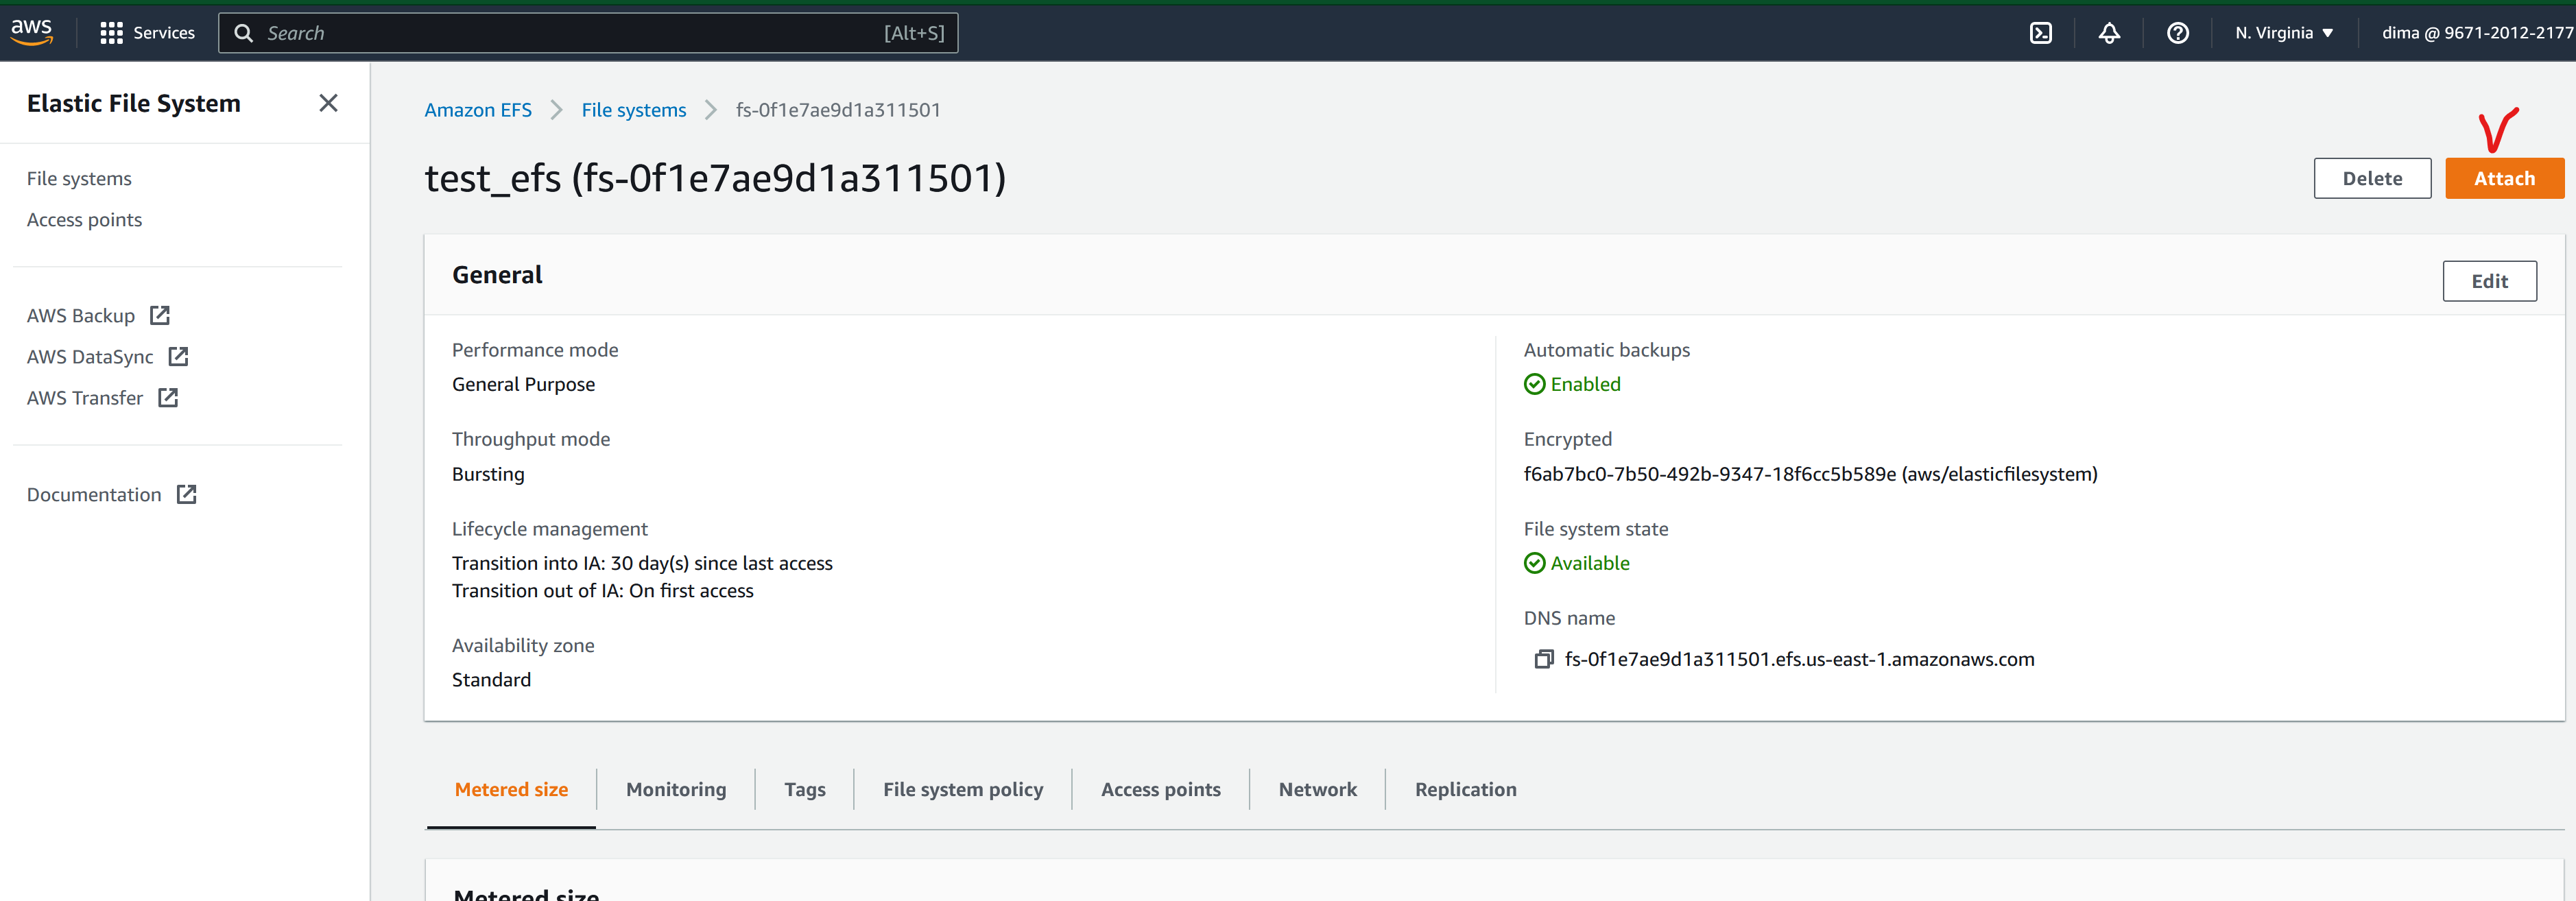 aws
Services
Search
[Alt+S]
N. Virginia
dima @ 9671-2012-2177
Elastic File System
File systems
Access points
AWS Backup
AWS DataSync
AWS Transfer
Documentation
Amazon EFS
File systems
fs-0f1e7ae9d1a311501
test_efs (fs-0f1e7ae9d1a311501)
Delete
Attach
General
Edit
Performance mode
General Purpose
Throughput mode
Bursting
Lifecycle management
Transition into IA: 30 day(s) since last access
Transition out of IA: On first access
Availability zone
Standard
Automatic backups
Enabled
Encrypted
f6ab7bc0-7b50-492b-9347-18f6cc5b589e (aws/elasticfilesystem)
File system state
Available
DNS name
fs-0f1e7ae9d1a311501.efs.us-east-1.amazonaws.com
Metered size
Monitoring
Tags
File system policy
Access points
Network
Replication
Metered size